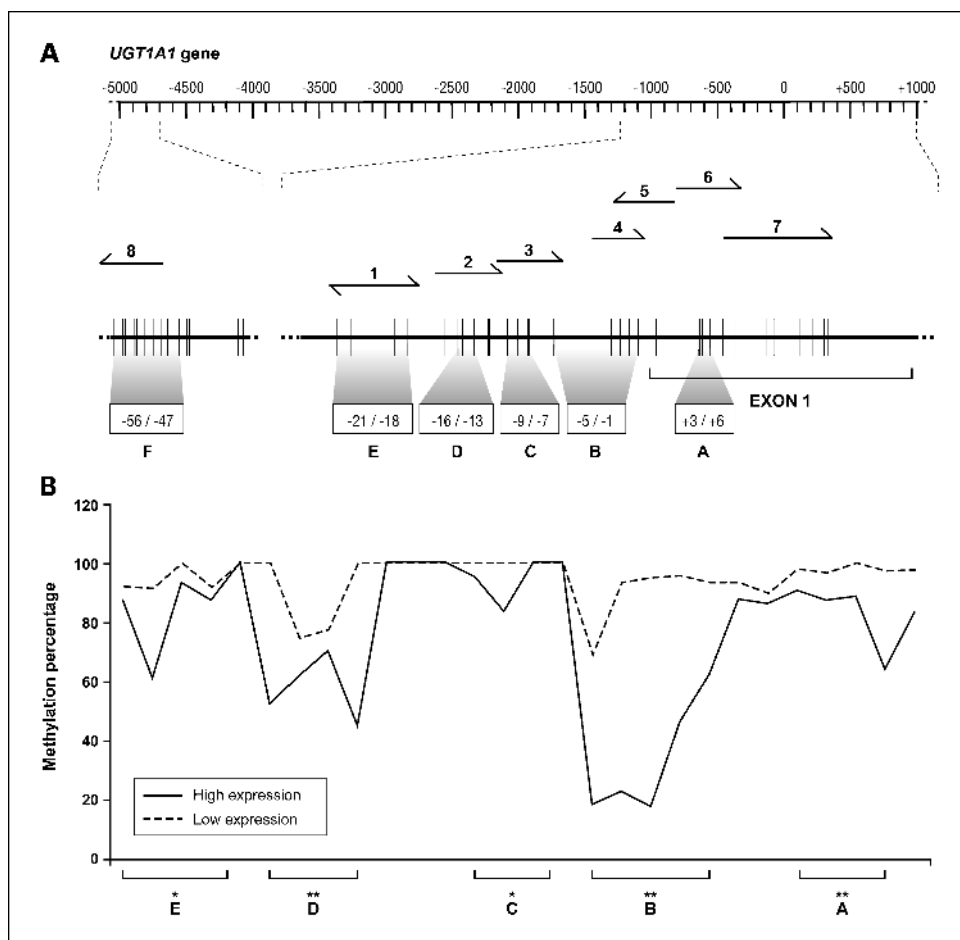 A
UGT1A1 gene
-5000 -4500 -4000 -3500 -3000 -2500 -2000 -1500 -1000 -500 0 +500 +1000
6
5
4
7
3
8
2
1
EXON 1
-56 / -47
-21 / -18
-16 / -13
-9 / -7
-5 / -1
+3 / +6
F E D C B A
B
Methylation percentage
120
100
80
60
40
20
0
High expression
Low expression
* ** * ** **
E D C B A